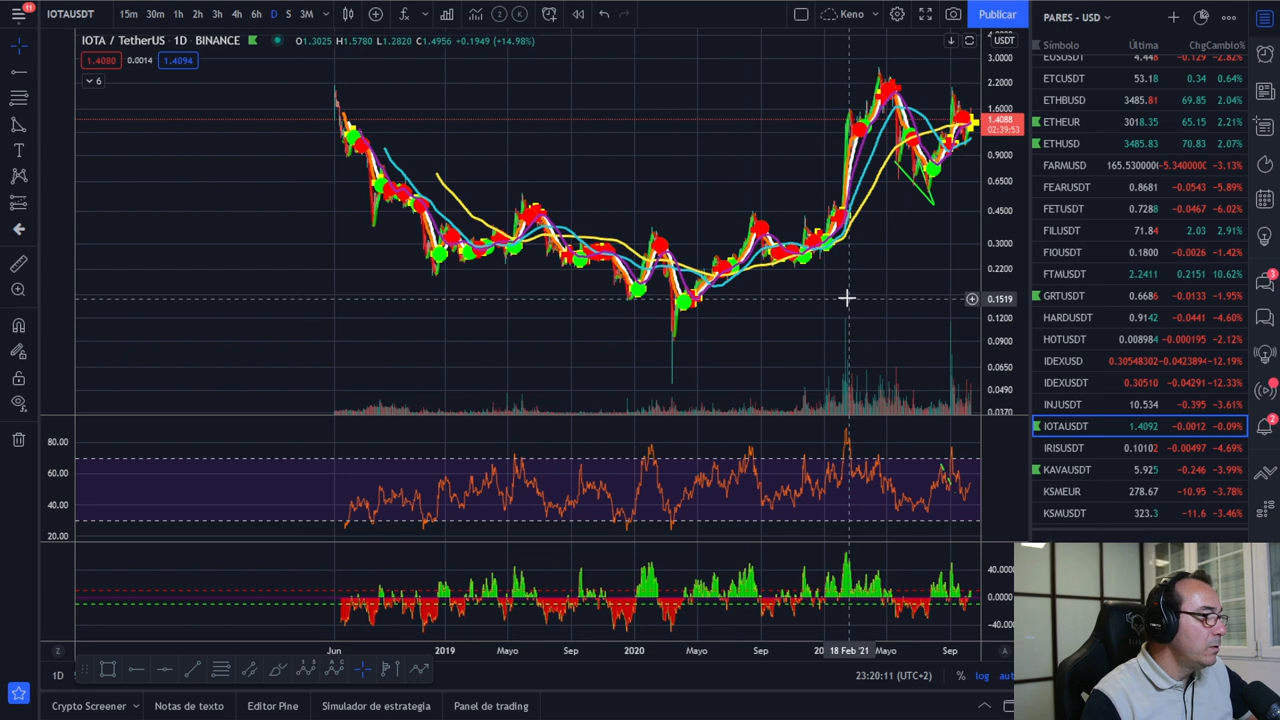 11
IOTAUSDT 15m 30m 1h 2h 3h 4h 6h D S 3M 2 K Keno Publicar
IOTA / TetherUS · 1D · BINANCE O1.3025 H1.5780 L1.2820 C1.4956 +0.1949 (+14.98%)
1.4080 0.0014 1.4094
6
USDT
3.0000
2.2000
1.6000
1.4088
02:39:53
0.9000
0.6500
0.4500
0.3000
0.2200
0.1519
0.1200
0.0900
0.0650
0.0490
0.0370
80.00
60.00
40.00
20.00
40.0000
0.0000
−40.00
Z Jun 2019 Mayo Sep 2020 Mayo Sep 2021 18 Feb '21 Mayo Sep A
1D 23:20:11 (UTC+2) % log aut
Crypto Screener Notas de texto Editor Pine Simulador de estrategia Panel de trading
PARES - USD
Símbolo Última Chg Cambio%
EOSUSDT 4.448 −0.129 −2.82%
ETCUSDT 53.18 0.34 0.64%
ETHBUSD 3485.81 69.85 2.04%
ETHEUR 3018.35 65.15 2.21%
ETHUSD 3485.83 70.83 2.07%
FARMUSD 165.530000 −5.34000 −3.13%
FEARUSDT 0.8681 −0.0543 −5.89%
FETUSDT 0.7288 −0.0467 −6.02%
FILUSDT 71.84 2.03 2.91%
FIOUSDT 0.1800 −0.0026 −1.42%
FTMUSDT 2.2411 0.2151 10.62%
GRTUSDT 0.6686 −0.0133 −1.95%
HARDUSDT 0.9142 −0.0441 −4.60%
HOTUSDT 0.008984 −0.000195 −2.12%
IDEXUSD 0.30548302 −0.042389 −12.19%
IDEXUSDT 0.30510 −0.04291 −12.33%
INJUSDT 10.534 −0.395 −3.61%
IOTAUSDT 1.4092 −0.0012 −0.09%
IRISUSDT 0.10102 −0.00497 −4.69%
KAVAUSDT 5.925 −0.246 −3.99%
KSMEUR 278.67 −10.95 −3.78%
KSMUSDT 323.3 −11.6 −3.46%
3
2